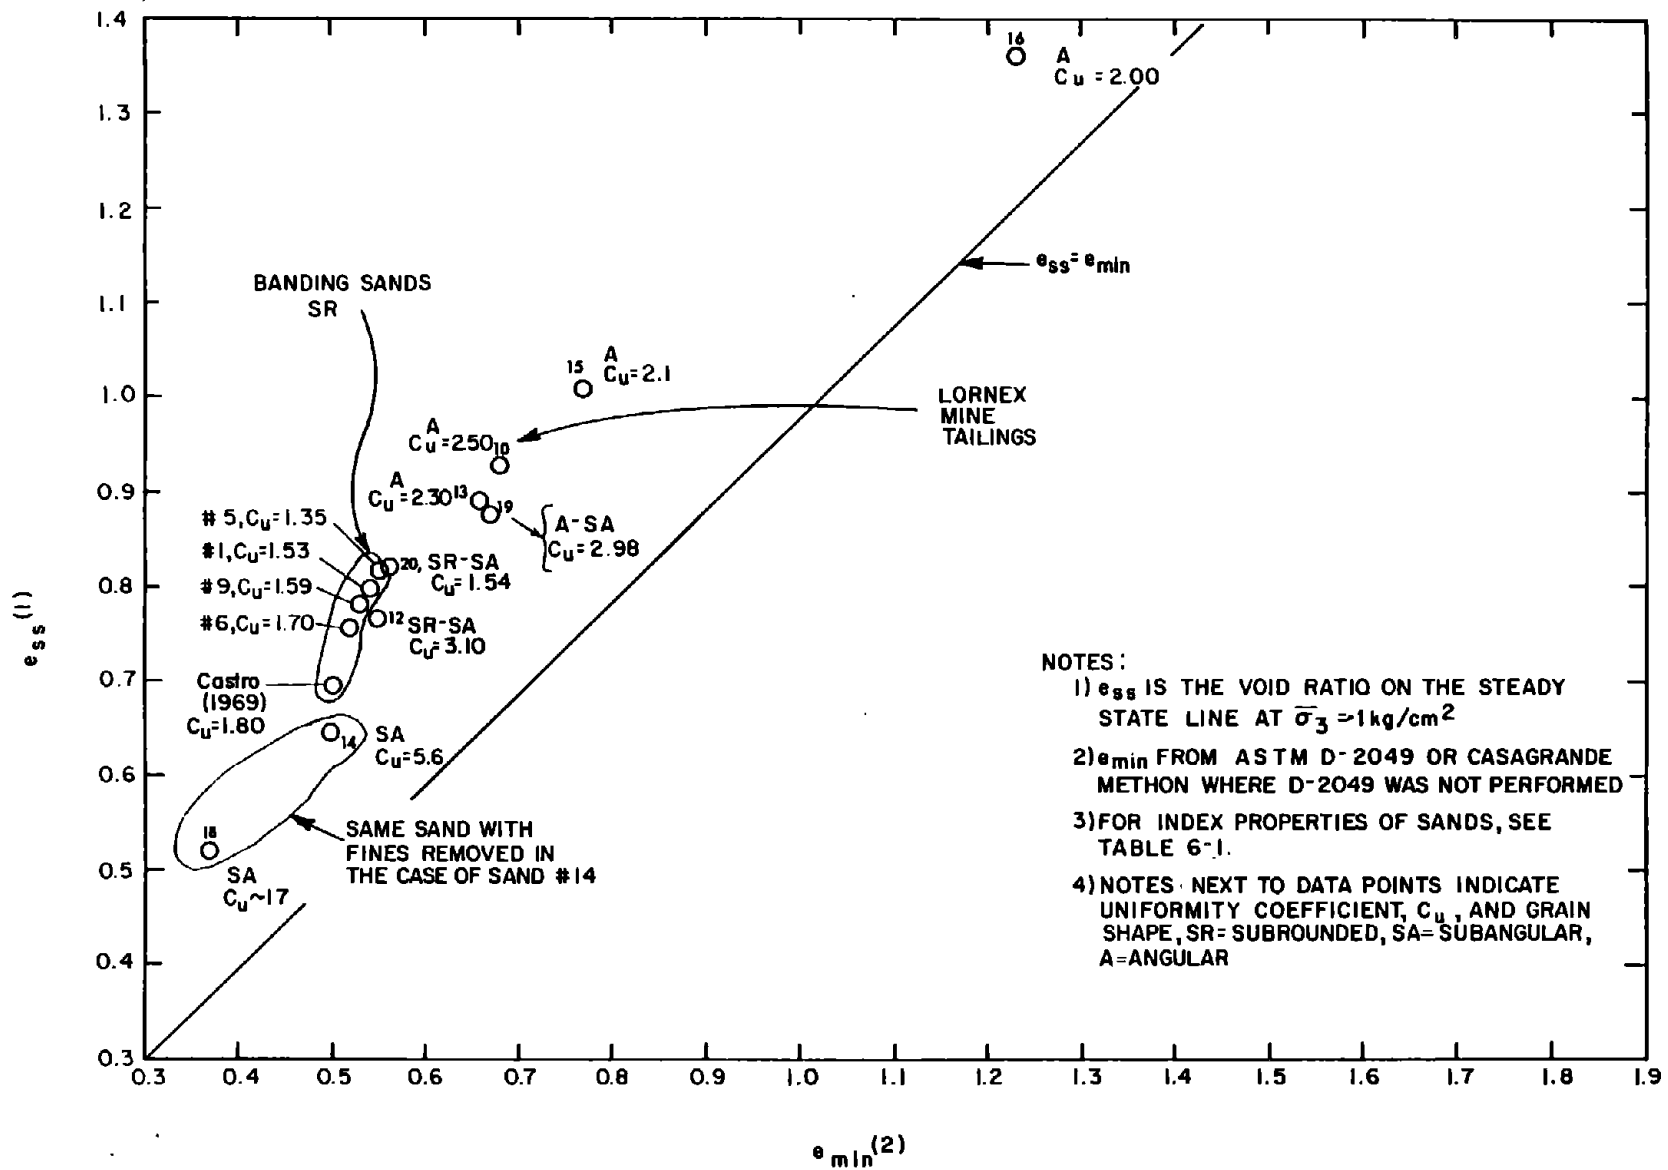 1.4
1.3
1.2
1.1
1.0
0.9
0.8
0.7
0.6
0.5
0.4
0.3
e ss (1)
0.3 0.4 0.5 0.6 0.7 0.8 0.9 1.0 1.1 1.2 1.3 1.4 1.5 1.6 1.7 1.8 1.9
e min (2)
16
A
Cu = 2.00
ess = emin
BANDING SANDS
SR
15
A
Cu = 2.1
LORNEX
MINE
TAILINGS
A
Cu = 2.50 10
A
Cu = 2.30 13
19
A-SA
Cu = 2.98
#5, Cu = 1.35
#1, Cu = 1.53
#9, Cu = 1.59
#6, Cu = 1.70
20, SR-SA
Cu = 1.54
12 SR-SA
Cu = 3.10
Castro
(1969)
Cu = 1.80
14
SA
Cu = 5.6
18
SA
Cu ~ 17
SAME SAND WITH
FINES REMOVED IN
THE CASE OF SAND #14
NOTES:
1) ess IS THE VOID RATIO ON THE STEADY
STATE LINE AT σ̄3 = 1 kg/cm2
2) emin FROM ASTM D-2049 OR CASAGRANDE
METHON WHERE D-2049 WAS NOT PERFORMED
3) FOR INDEX PROPERTIES OF SANDS, SEE
TABLE 6-1.
4) NOTES NEXT TO DATA POINTS INDICATE
UNIFORMITY COEFFICIENT, Cu, AND GRAIN
SHAPE, SR = SUBROUNDED, SA = SUBANGULAR,
A = ANGULAR